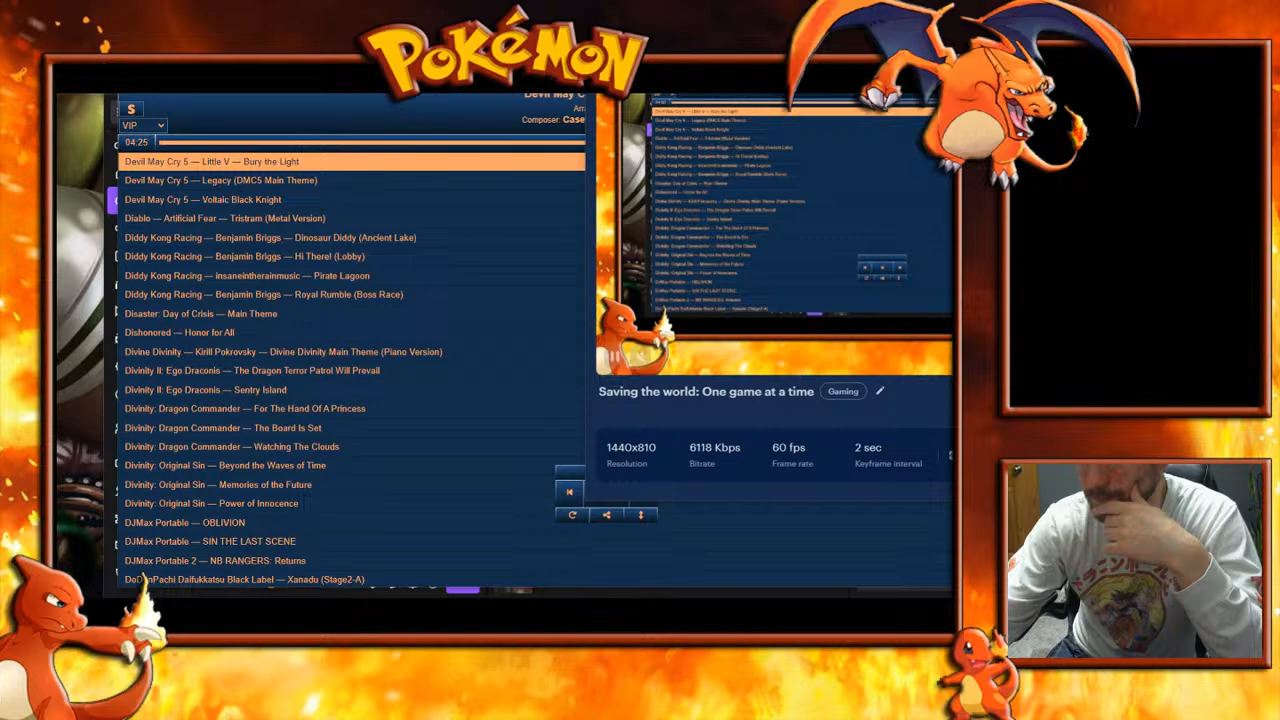 POKéMON
S
Devil May C
VIP
Arra
Composer: Case
04:25
Devil May Cry 5 — Little V — Bury the Light
Devil May Cry 5 — Legacy (DMC5 Main Theme)
Devil May Cry 5 — Voltaic Black Knight
Diablo — Artificial Fear — Tristram (Metal Version)
Diddy Kong Racing — Benjamin Briggs — Dinosaur Diddy (Ancient Lake)
Diddy Kong Racing — Benjamin Briggs — Hi There! (Lobby)
Diddy Kong Racing — insaneintherainmusic — Pirate Lagoon
Diddy Kong Racing — Benjamin Briggs — Royal Rumble (Boss Race)
Disaster: Day of Crisis — Main Theme
Dishonored — Honor for All
Divine Divinity — Kirill Pokrovsky — Divine Divinity Main Theme (Piano Version)
Divinity II: Ego Draconis — The Dragon Terror Patrol Will Prevail
Divinity II: Ego Draconis — Sentry Island
Divinity: Dragon Commander — For The Hand Of A Princess
Divinity: Dragon Commander — The Board Is Set
Divinity: Dragon Commander — Watching The Clouds
Divinity: Original Sin — Beyond the Waves of Time
Divinity: Original Sin — Memories of the Future
Divinity: Original Sin — Power of Innocence
DJMax Portable — OBLIVION
DJMax Portable — SIN THE LAST SCENE
DJMax Portable 2 — NB RANGERS: Returns
DoDonPachi Daifukkatsu Black Label — Xanadu (Stage2-A)
Saving the world: One game at a time
Gaming
1440x810
6118 Kbps
60 fps
2 sec
Resolution
Bitrate
Frame rate
Keyframe Interval